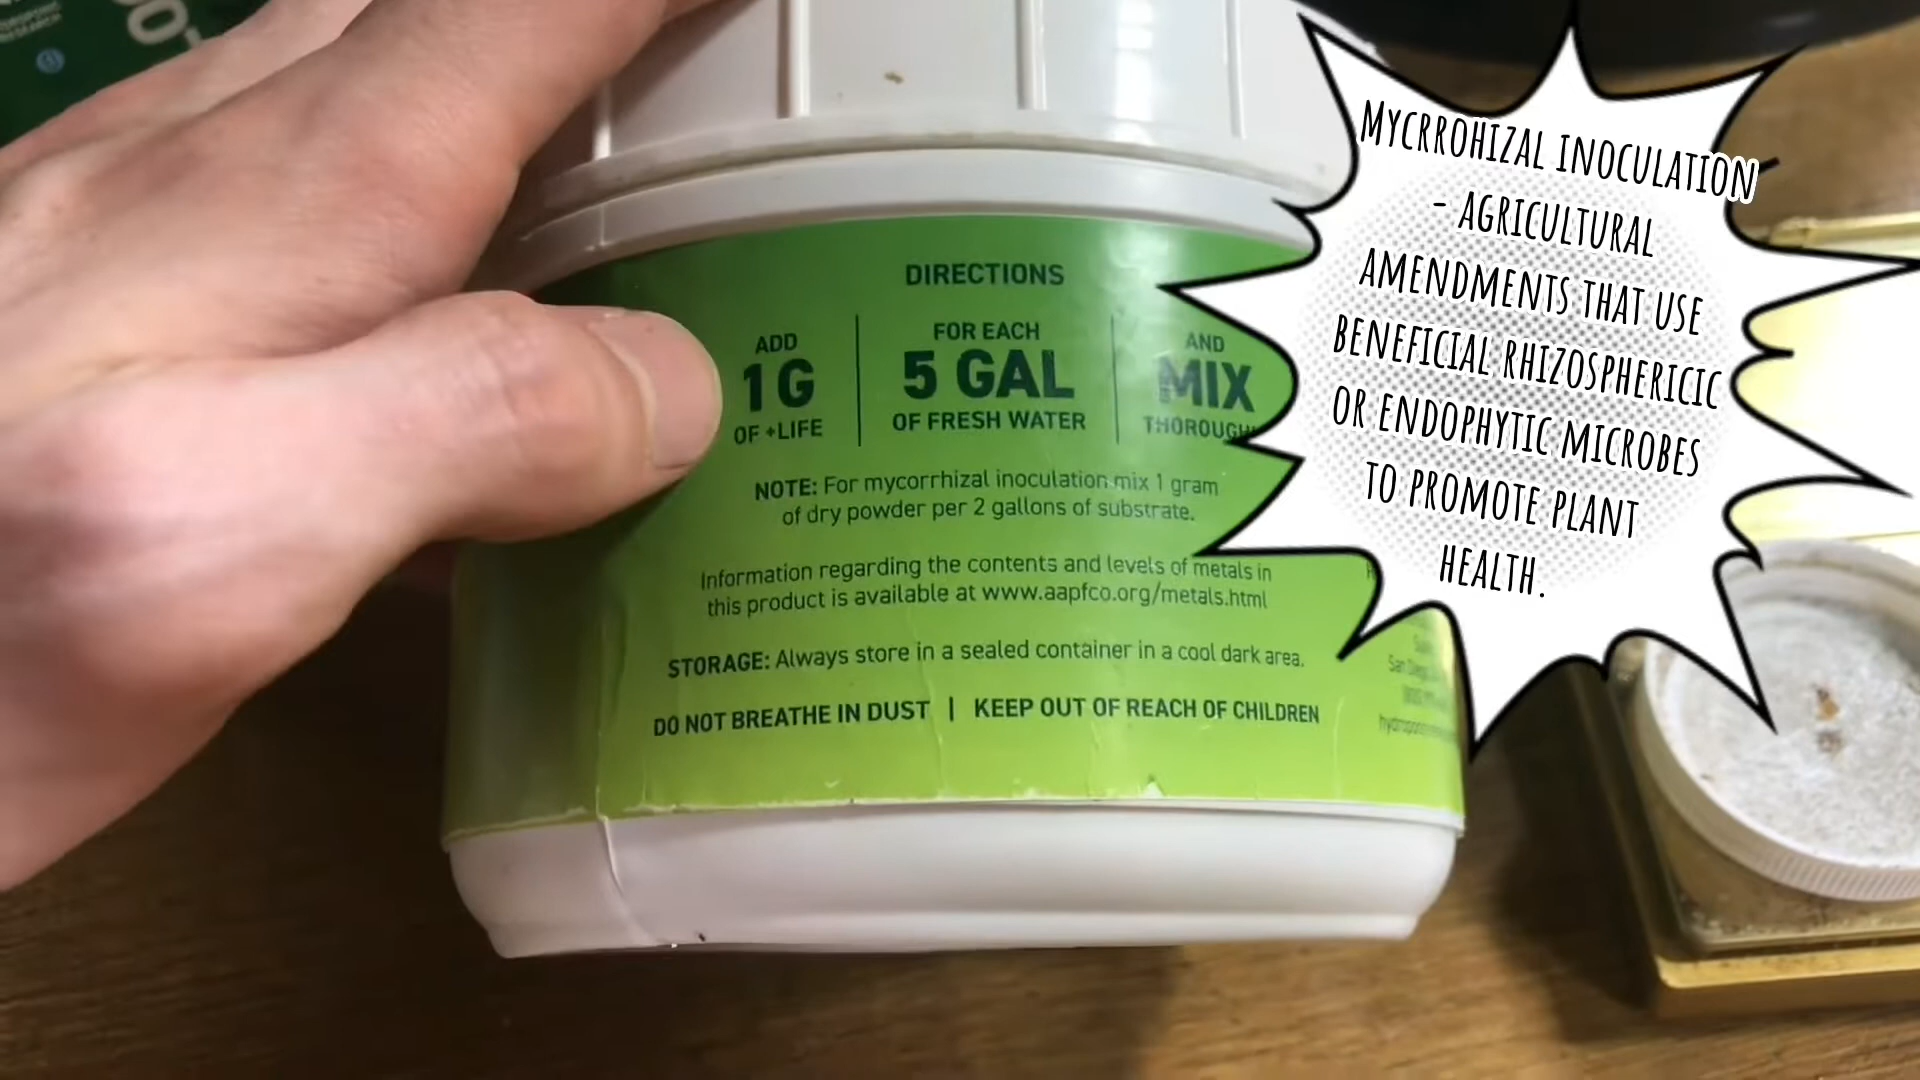 DIRECTIONS
ADD
1 G
OF +LIFE
FOR EACH
5 GAL
OF FRESH WATER
AND
MIX
NOTE: For mycorrhizal inoculation mix 1 gram
of dry powder per 2 gallons of substrate.
Information regarding the contents and levels of metals in
this product is available at www.aapfco.org/metals.html
STORAGE: Always store in a sealed container in a cool dark area.
DO NOT BREATHE IN DUST | KEEP OUT OF REACH OF CHILDREN
San Diego
Mycrrohizal inoculation
- agricultural
amendments that use
beneficial rhizosphericic
or endophytic microbes
to promote plant
health.